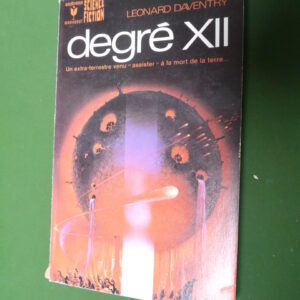 LEONARD DAVENTRY
SCIENCE
FICTION
degré XII
Un extra-terrestre venu - assister - à la mort de la terre...